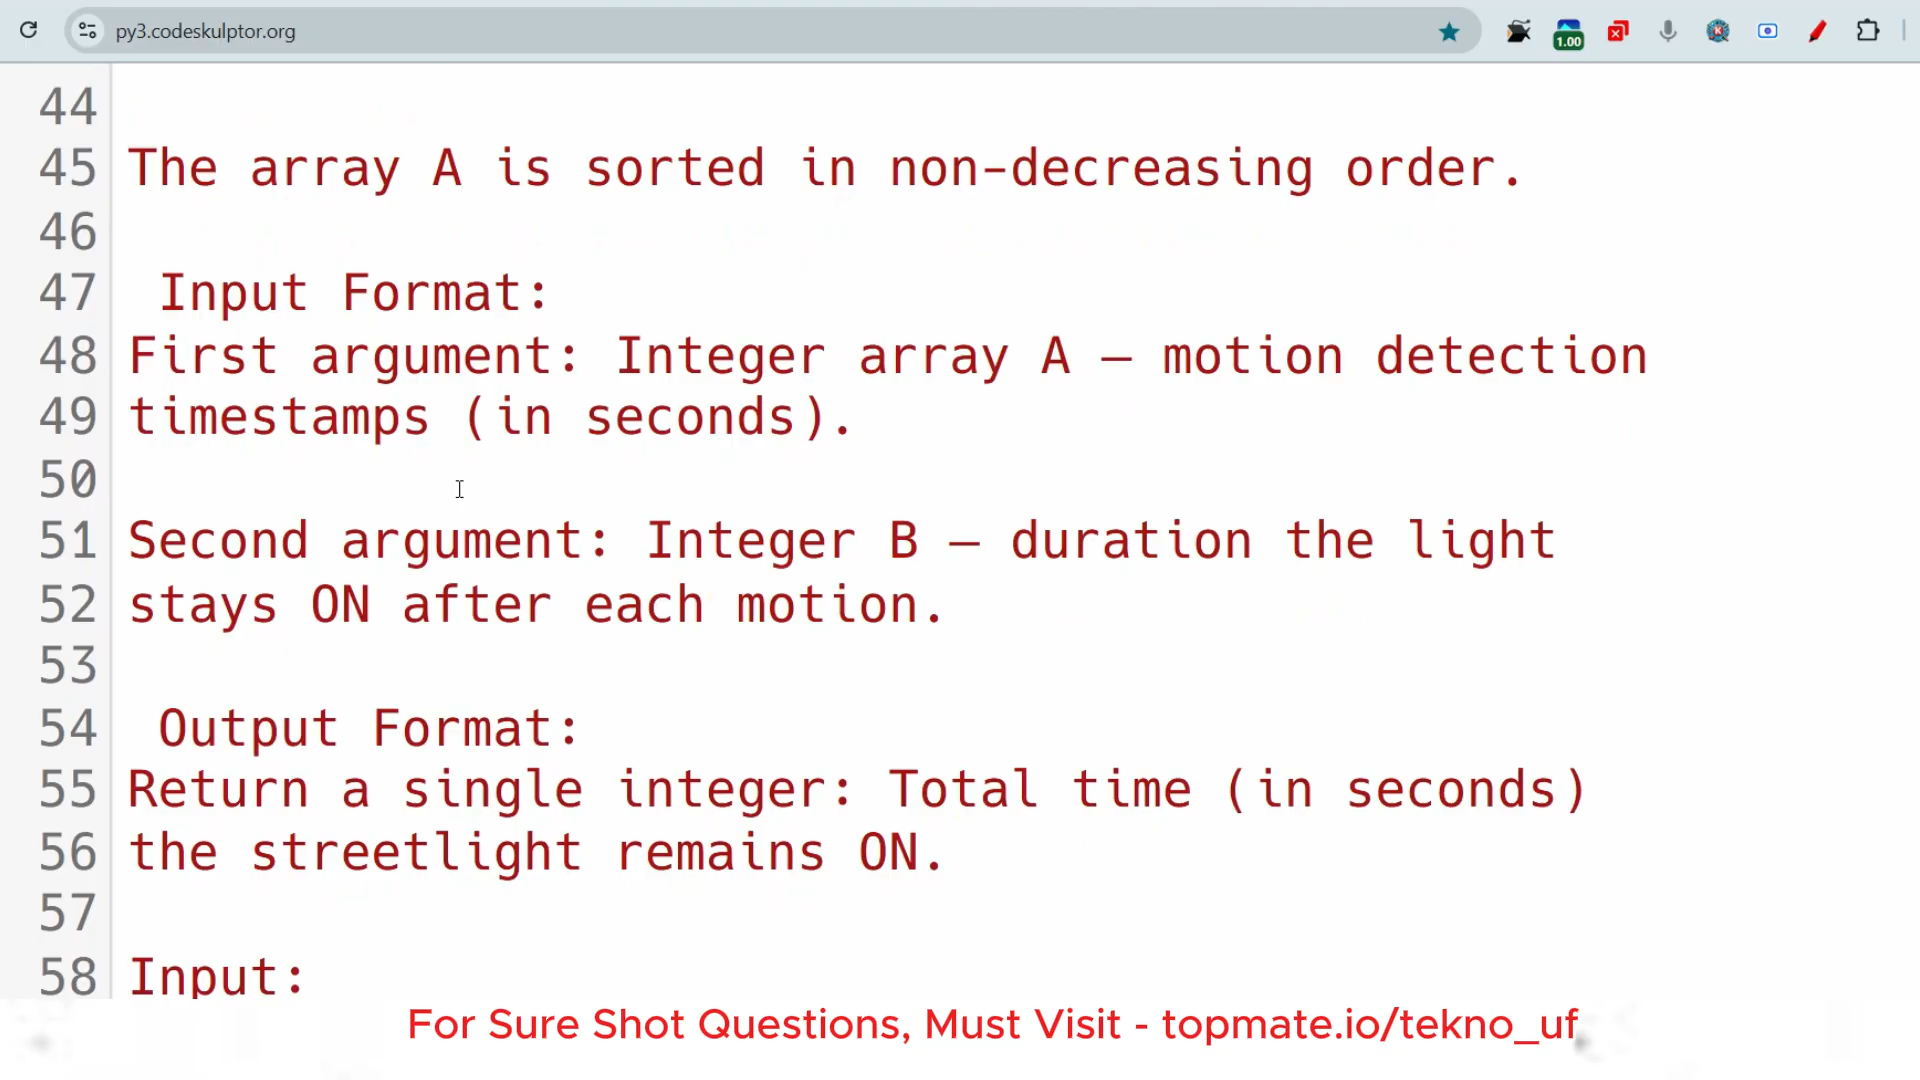 py3.codeskulptor.org
1.00
44
45 The array A is sorted in non-decreasing order.
46
47 Input Format:
48 First argument: Integer array A – motion detection
49 timestamps (in seconds).
50
51 Second argument: Integer B – duration the light
52 stays ON after each motion.
53
54 Output Format:
55 Return a single integer: Total time (in seconds)
56 the streetlight remains ON.
57
58 Input:
For Sure Shot Questions, Must Visit - topmate.io/tekno_uf